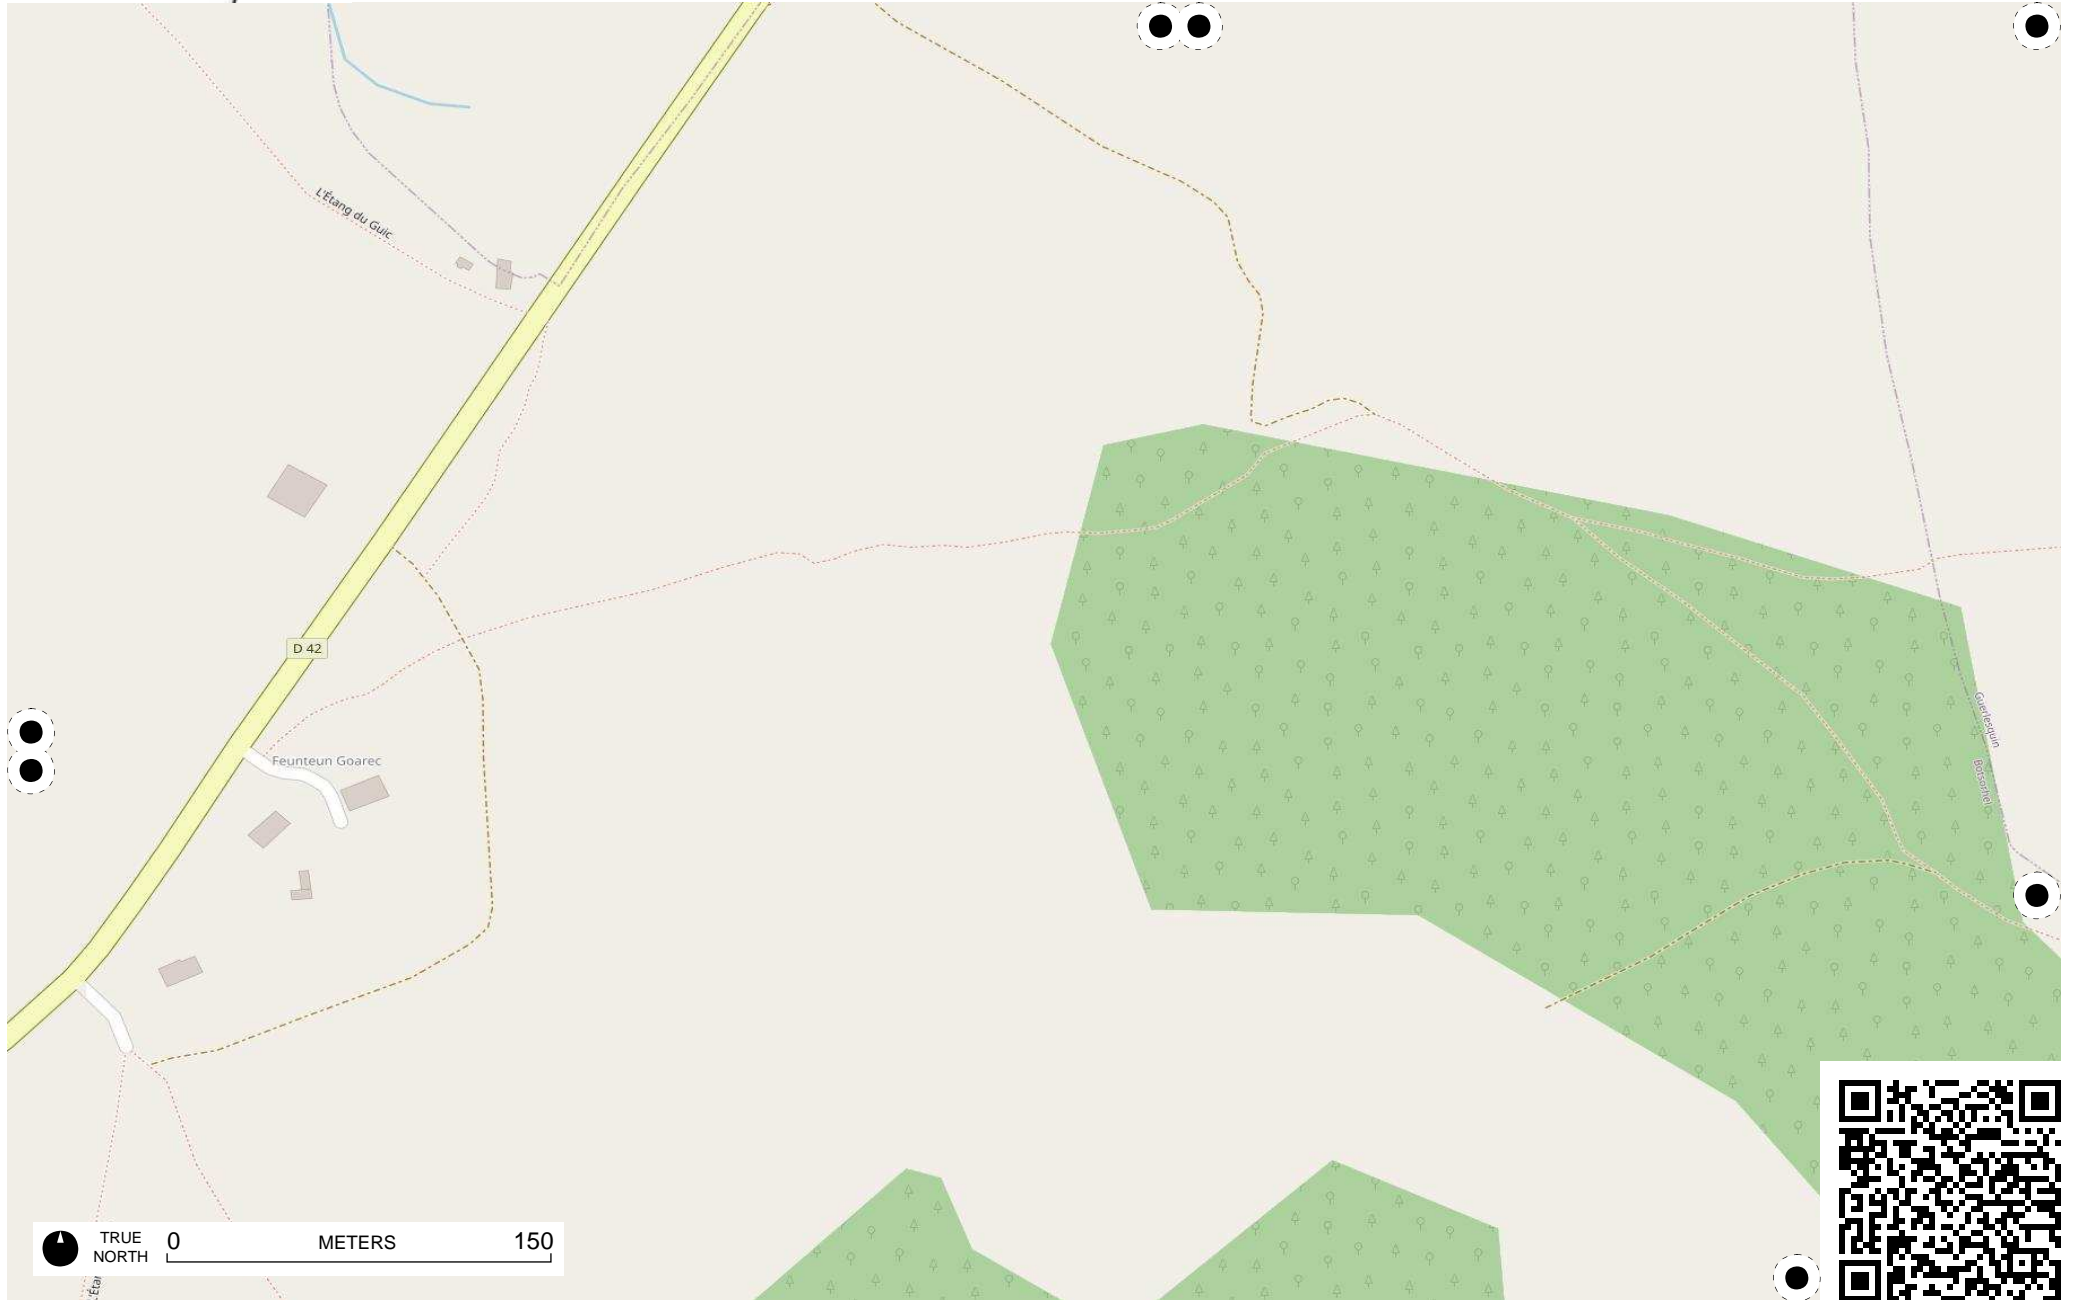 L'Étang du Guic
D 42
Feunteun Goarec
Guerlesquin
Botsorhel
TRUE
NORTH
0 METERS 150